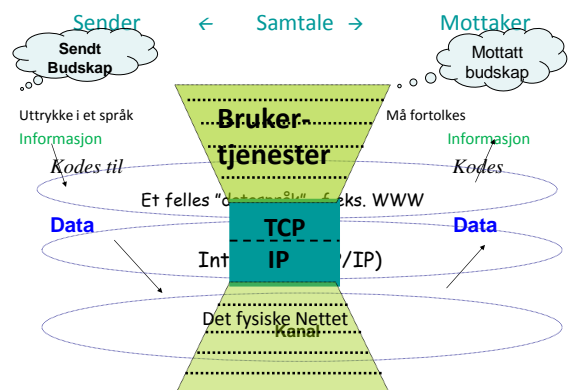 Sender ← Samtale → Mottaker
Sendt
Budskap
Mottatt
budskap
Uttrykke i et språk
Må fortolkes
Informasjon
Informasjon
Kodes til
Kodes
Bruker-
tjenester
Et felles "dataspråk" f.eks. WWW
Data
Data
TCP
IP
Int /IP)
Det fysiske Nettet
Kanal